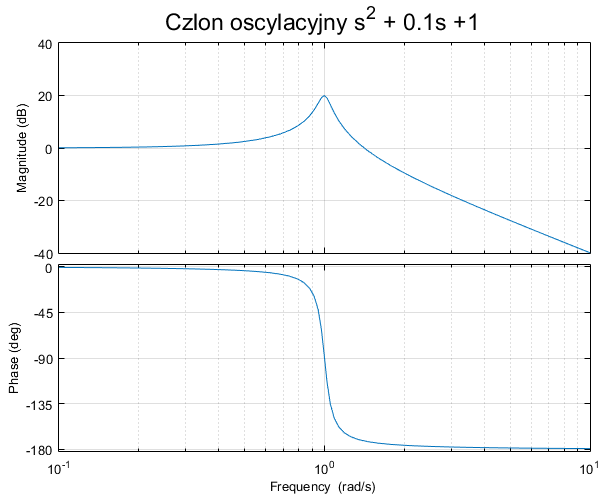 Czlon oscylacyjny s² + 0.1s +1
40
20
0
-20
-40
Magnitude (dB)
0
-45
-90
-135
-180
Phase (deg)
10⁻¹ 10⁰ 10¹
Frequency (rad/s)